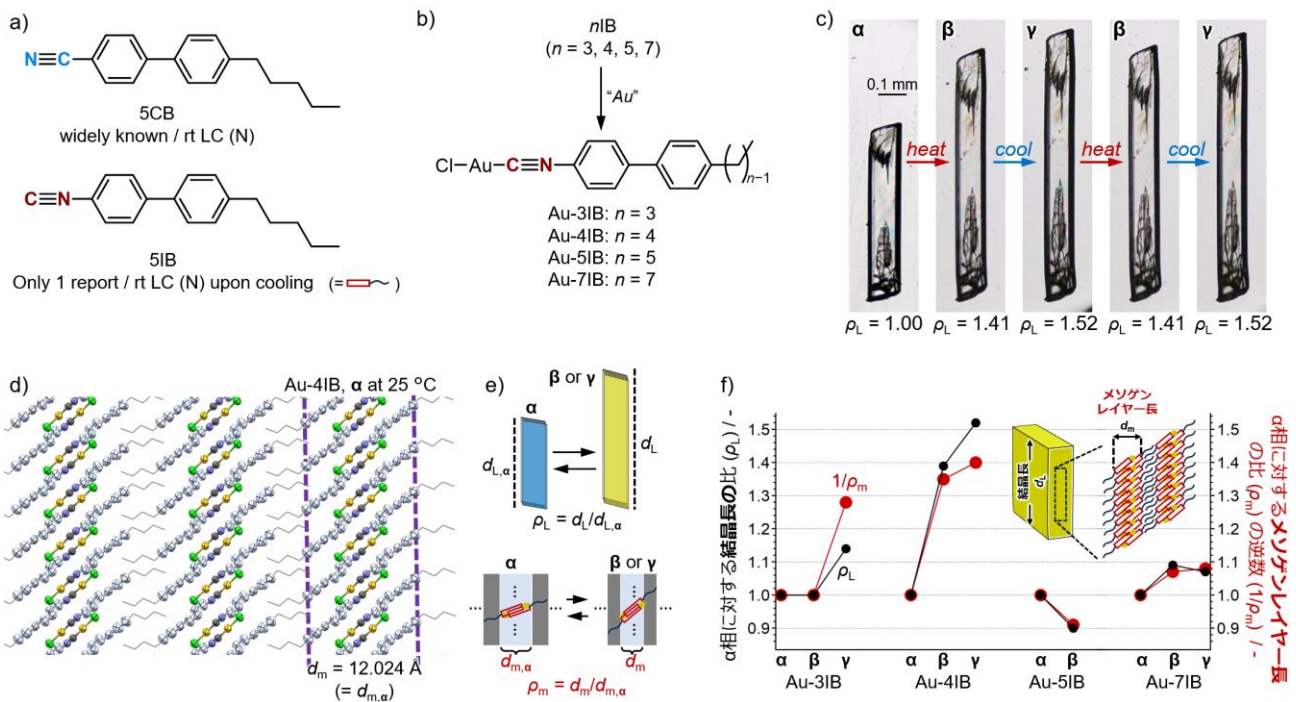 a)
N≡C
5CB
widely known / rt LC (N)
C≡N
5IB
Only 1 report / rt LC (N) upon cooling (= )
b)
nIB
(n = 3, 4, 5, 7)
"Au"
Cl-Au-C≡N
n−1
Au-3IB: n = 3
Au-4IB: n = 4
Au-5IB: n = 5
Au-7IB: n = 7
c)
α β γ β γ
0.1 mm
heat cool heat cool
ρL = 1.00 ρL = 1.41 ρL = 1.52 ρL = 1.41 ρL = 1.52
d)
Au-4IB, α at 25 °C
dm = 12.024 Å
(= dm,α)
e)
β or γ
α
dL,α
dL
ρL = dL/dL,α
α β or γ
dm,α dm
ρm = dm/dm,α
f)
α相に対する結晶長の比 (ρL) / -
1.5
1.4
1.3
1.2
1.1
1.0
0.9
1/ρm
ρL
結晶長
dL
メソゲン
レイヤー長
dm
1.5
1.4
1.3
1.2
1.1
1.0
0.9
α相に対するメソゲンレイヤー長
の比 (ρm) の逆数 (1/ρm) / -
α β γ α β γ α β α β γ
Au-3IB Au-4IB Au-5IB Au-7IB